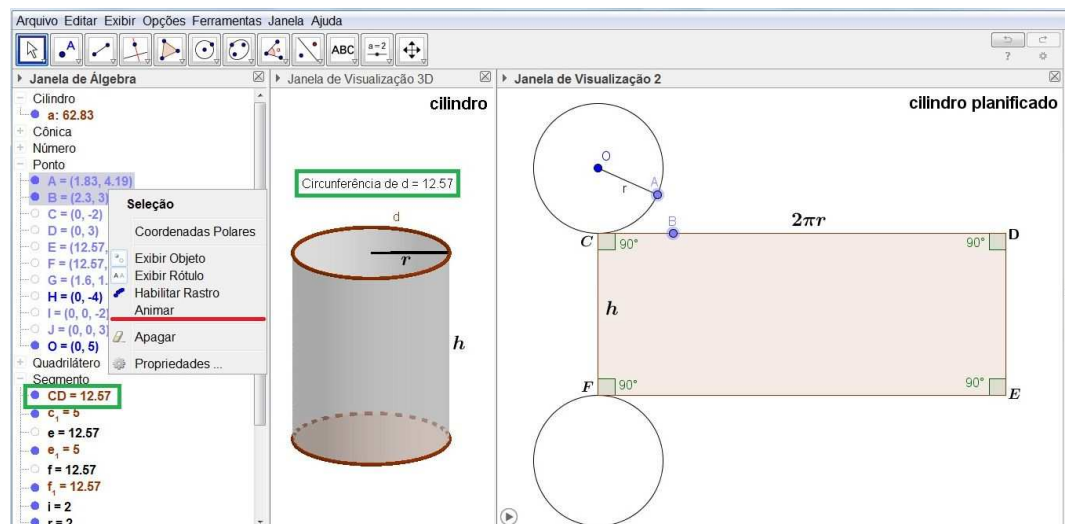 Arquivo Editar Exibir Opções Ferramentas Janela Ajuda
ABC a=2
?
Janela de Álgebra
Cilindro
a: 62.83
Cônica
Número
Ponto
A = (1.83, 4.19)
B = (2.3, 3)
C = (0, -2)
D = (0, 3)
E = (12.57,
F = (12.57,
G = (1.6, 1.
H = (0, -4)
I = (0, 0, -2)
J = (0, 0, 3)
O = (0, 5)
Quadrilátero
Segmento
CD = 12.57
c₁ = 5
e = 12.57
e₁ = 5
f = 12.57
f₁ = 12.57
i = 2
r = 2
Seleção
Coordenadas Polares
Exibir Objeto
AA Exibir Rótulo
Habilitar Rastro
Animar
Apagar
Propriedades ...
Janela de Visualização 3D
cilindro
Circunferência de d = 12.57
d
r
h
Janela de Visualização 2
cilindro planificado
O
r
A
B
2πr
C 90° 90° D
h
F 90° 90° E